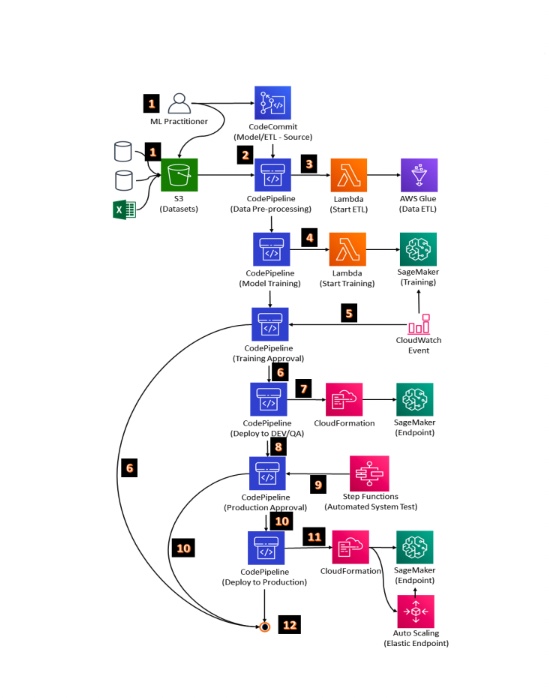 1
ML Practitioner
CodeCommit
(Model/ETL - Source)
1
2
3
S3
(Datasets)
CodePipeline
(Data Pre-processing)
Lambda
(Start ETL)
AWS Glue
(Data ETL)
4
CodePipeline
(Model Training)
Lambda
(Start Training)
SageMaker
(Training)
5
CodePipeline
(Training Approval)
CloudWatch
Event
6
7
CodePipeline
(Deploy to DEV/QA)
CloudFormation
SageMaker
(Endpoint)
8
6
9
CodePipeline
(Production Approval)
Step Functions
(Automated System Test)
10
10
11
CodePipeline
(Deploy to Production)
CloudFormation
SageMaker
(Endpoint)
12
Auto Scaling
(Elastic Endpoint)